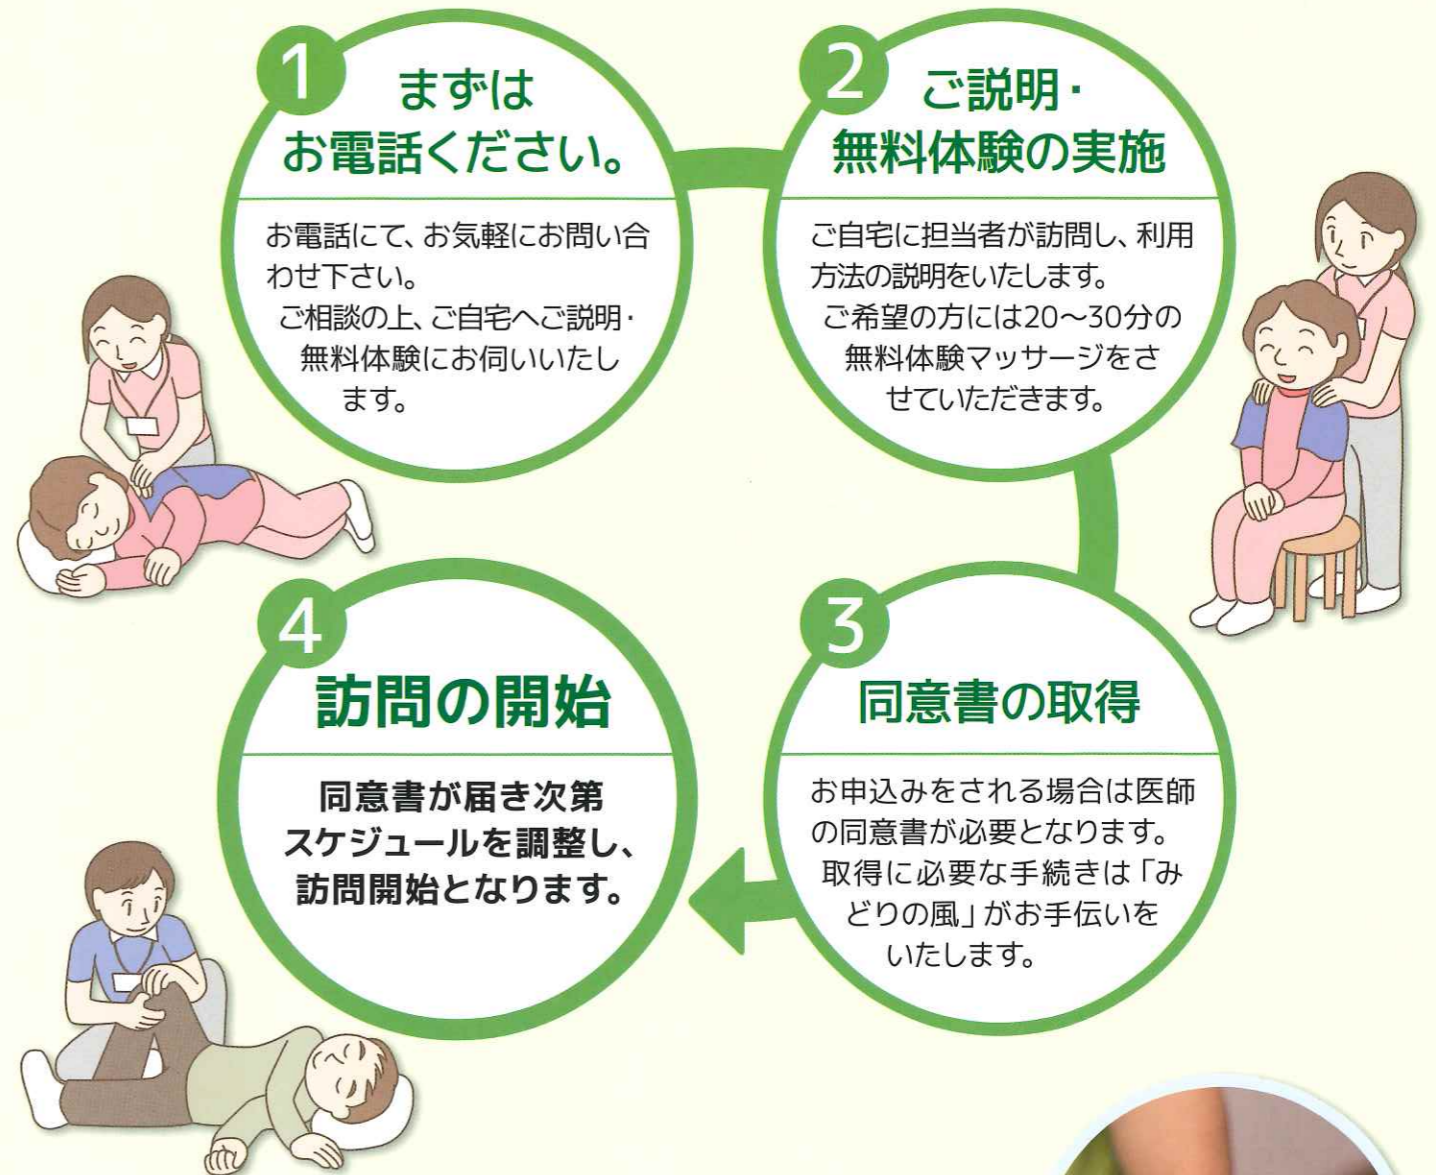 1
まずは
お電話ください。
お電話にて、お気軽にお問い合
わせ下さい。
ご相談の上、ご自宅へご説明・
無料体験にお伺いいたし
ます。
2
ご説明・
無料体験の実施
ご自宅に担当者が訪問し、利用
方法の説明をいたします。
ご希望の方には20〜30分の
無料体験マッサージをさ
せていただきます。
3
同意書の取得
お申込みをされる場合は医師
の同意書が必要となります。
取得に必要な手続きは「み
どりの風」がお手伝いを
いたします。
4
訪問の開始
同意書が届き次第
スケジュールを調整し、
訪問開始となります。